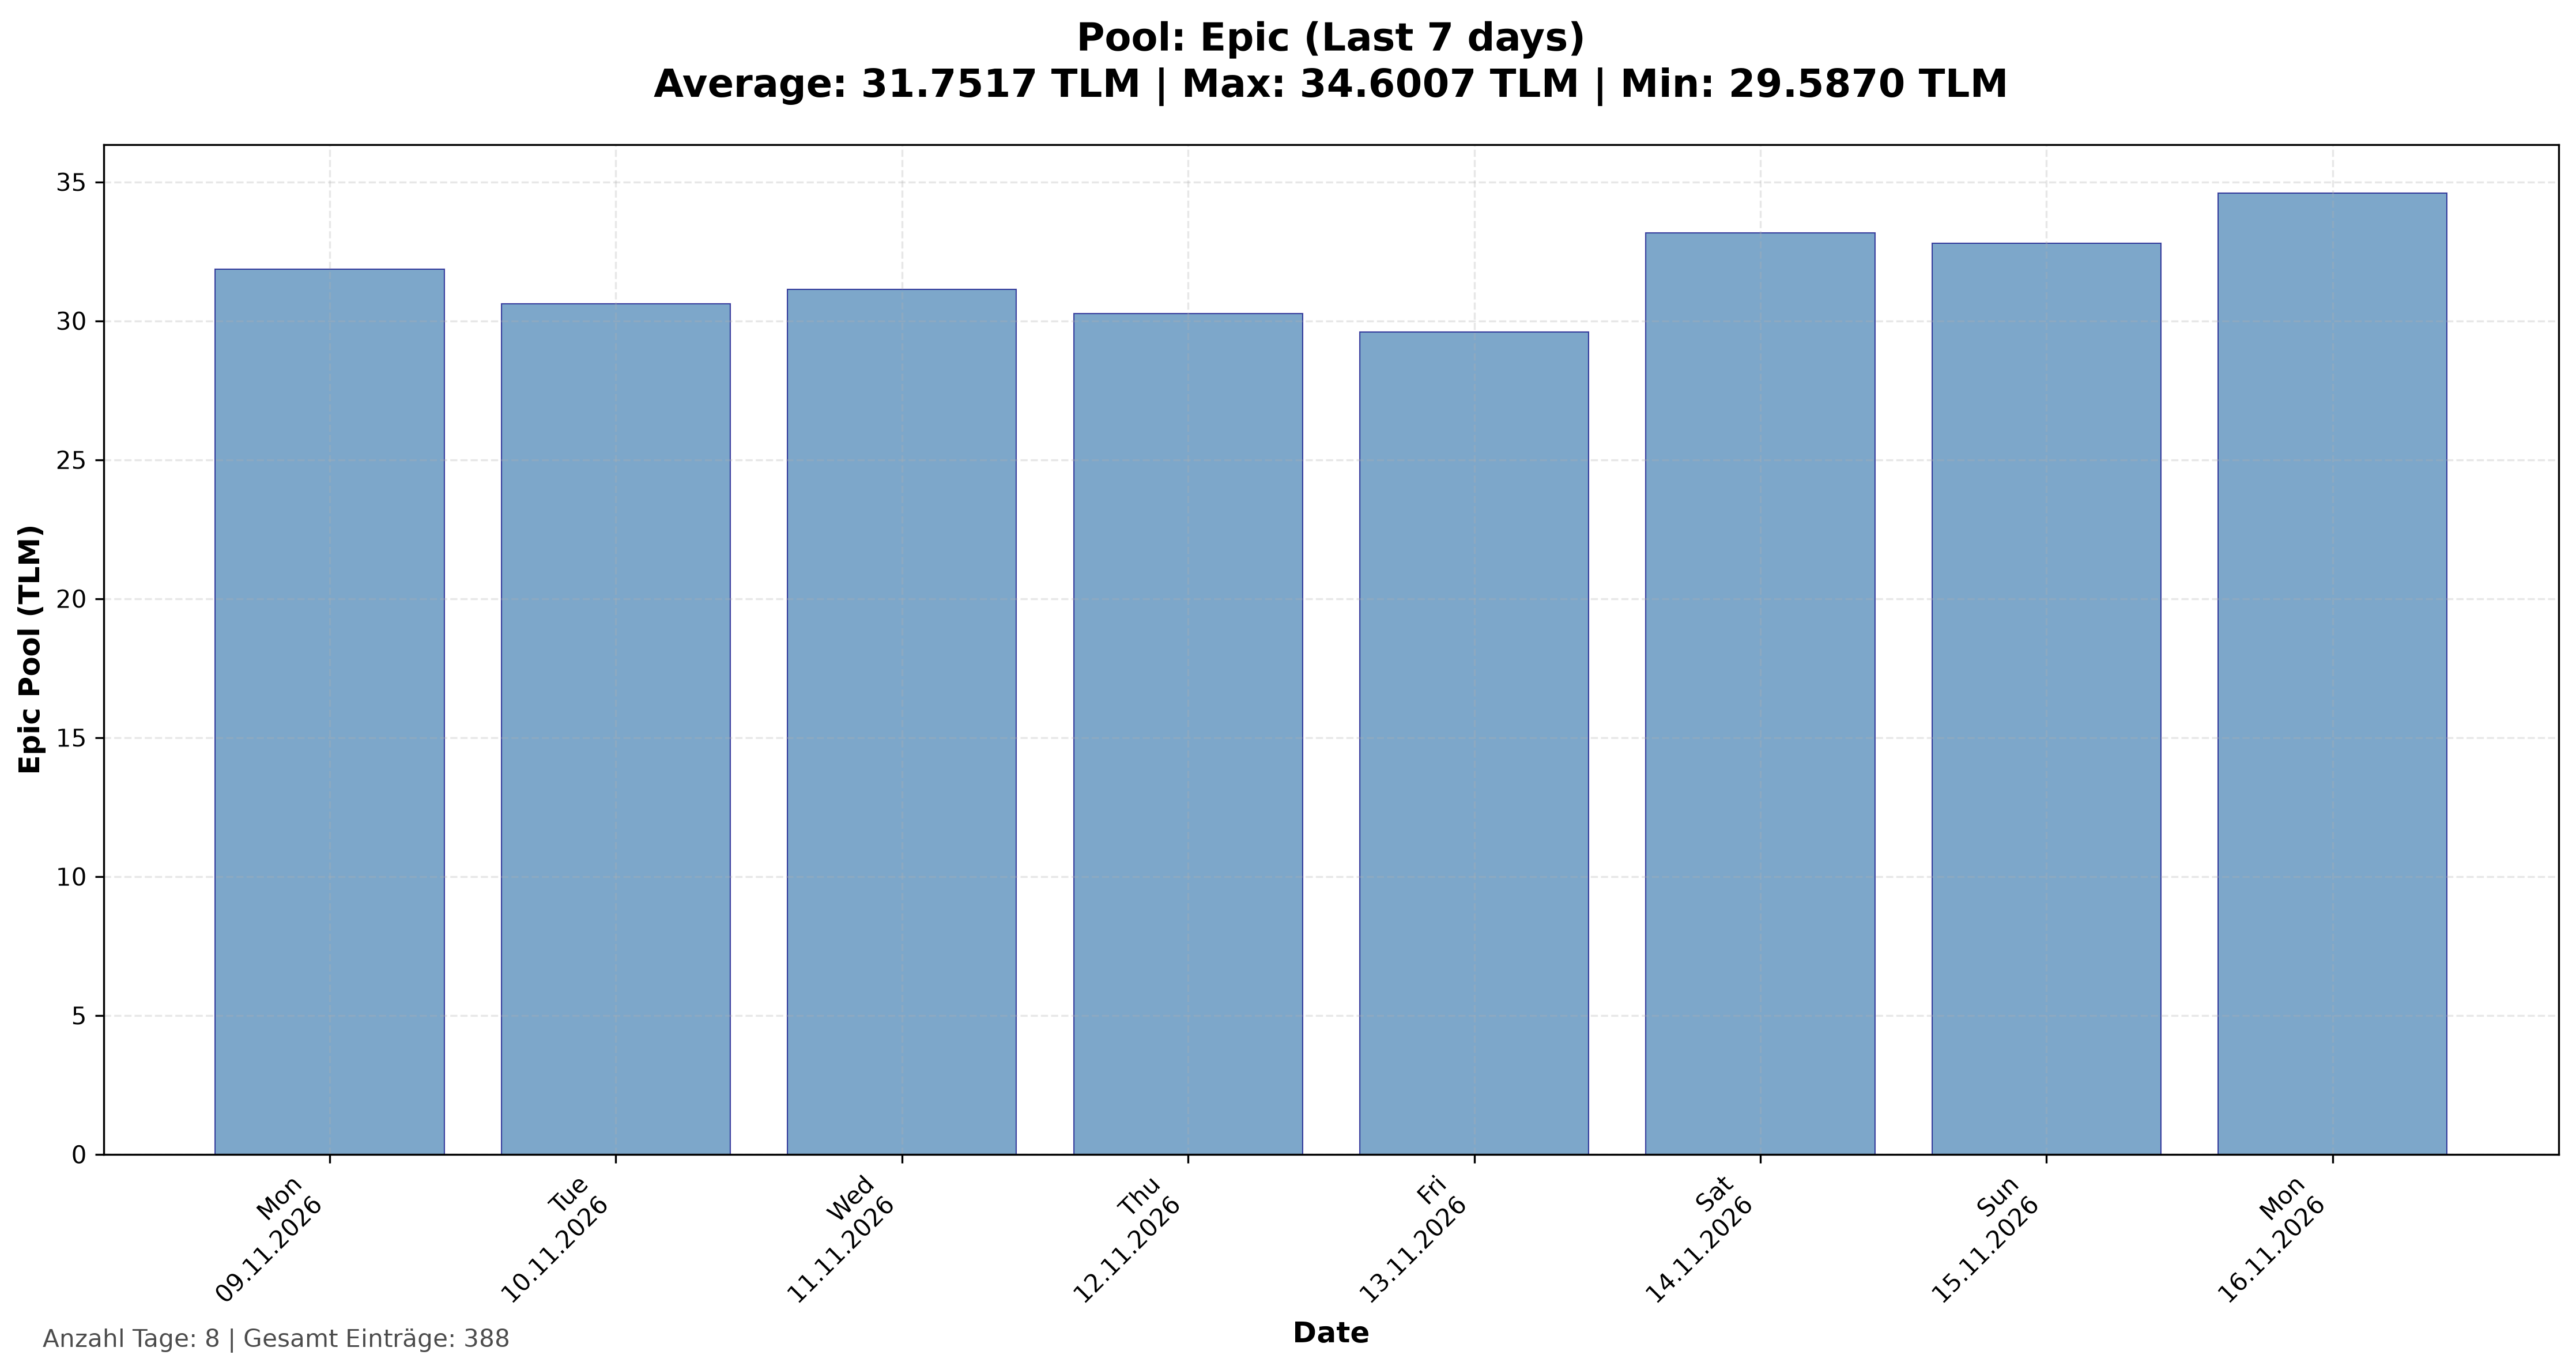 Pool: Epic (Last 7 days)
Average: 31.7517 TLM | Max: 34.6007 TLM | Min: 29.5870 TLM
Epic Pool (TLM)
35
30
25
20
15
10
5
0
Mon
09.11.2026
Tue
10.11.2026
Wed
11.11.2026
Thu
12.11.2026
Fri
13.11.2026
Sat
14.11.2026
Sun
15.11.2026
Mon
16.11.2026
Date
Anzahl Tage: 8 | Gesamt Einträge: 388